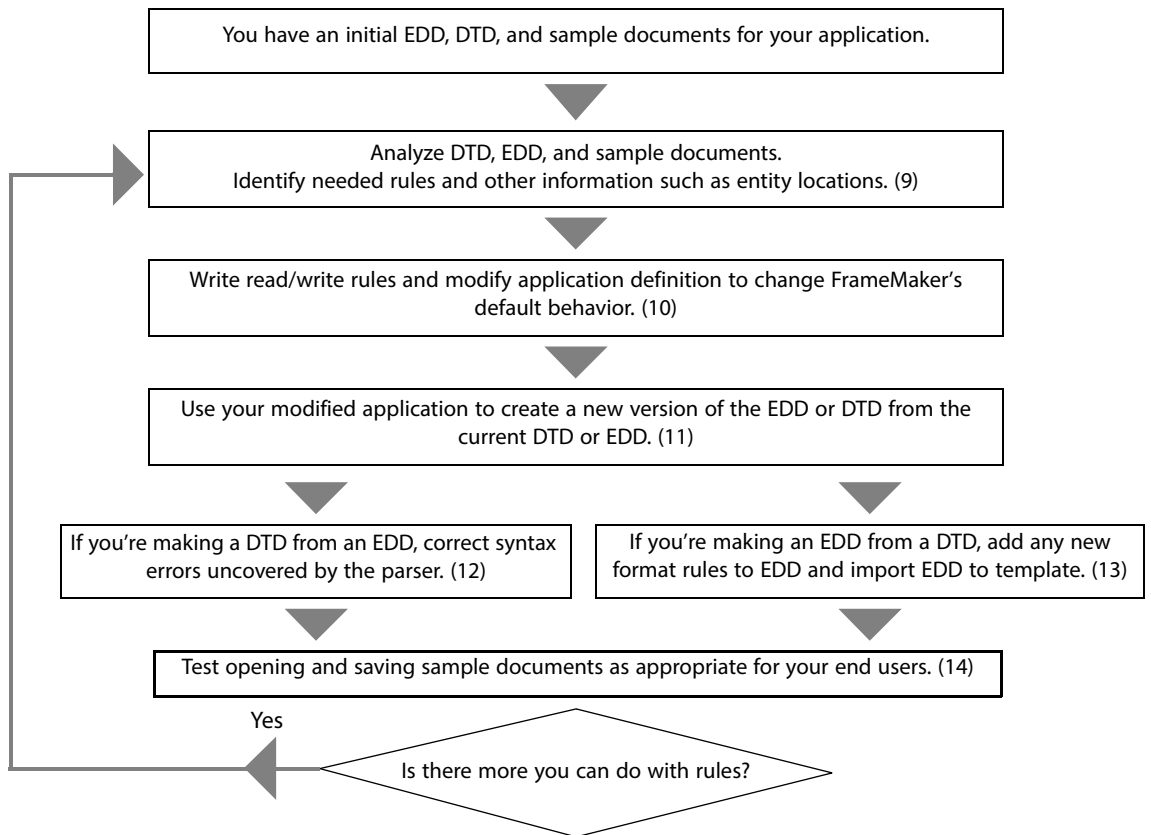 You have an initial EDD, DTD, and sample documents for your application.
Analyze DTD, EDD, and sample documents.
Identify needed rules and other information such as entity locations. (9)
Write read/write rules and modify application definition to change FrameMaker's
default behavior. (10)
Use your modified application to create a new version of the EDD or DTD from the
current DTD or EDD. (11)
If you're making a DTD from an EDD, correct syntax
errors uncovered by the parser. (12)
If you're making an EDD from a DTD, add any new
format rules to EDD and import EDD to template. (13)
Test opening and saving sample documents as appropriate for your end users. (14)
Yes
Is there more you can do with rules?